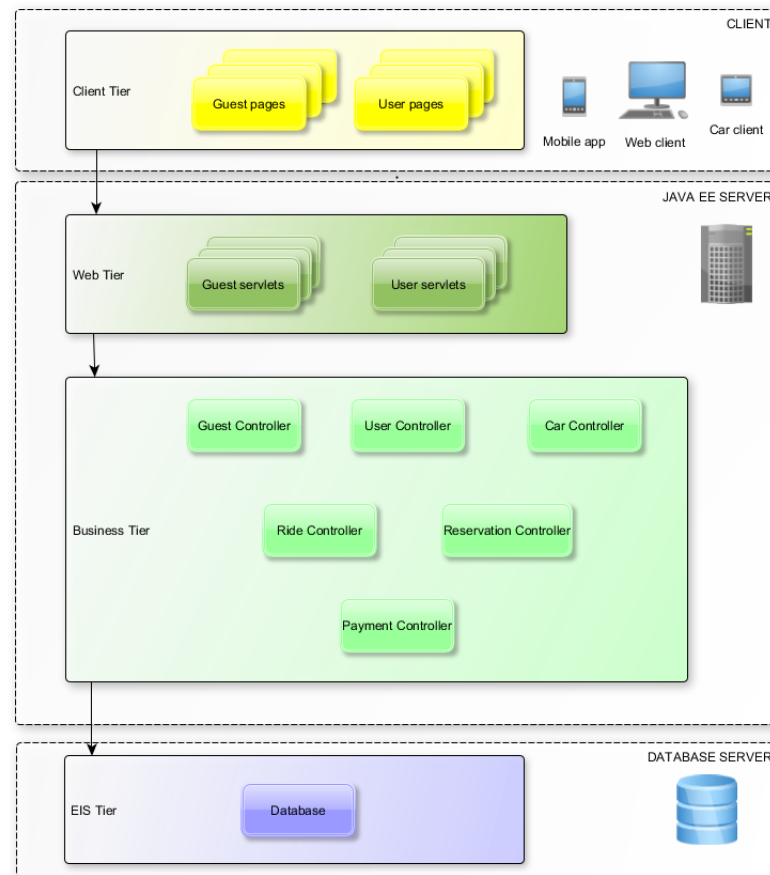 CLIENT
Client Tier
Guest pages
User pages
Mobile app
Web client
Car client
JAVA EE SERVER
Web Tier
Guest servlets
User servlets
Guest Controller
User Controller
Car Controller
Business Tier
Ride Controller
Reservation Controller
Payment Controller
DATABASE SERVER
EIS Tier
Database